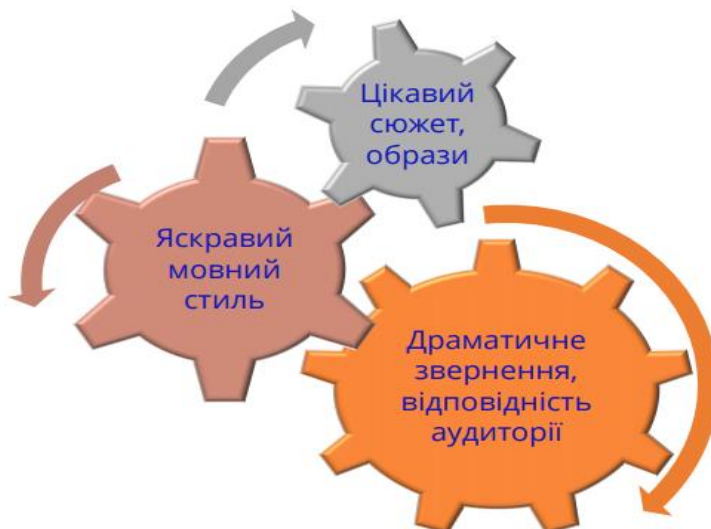 Цікавий
сюжет,
образи
Яскравий
мовний
стиль
Драматичне
звернення,
відповідність
аудиторії